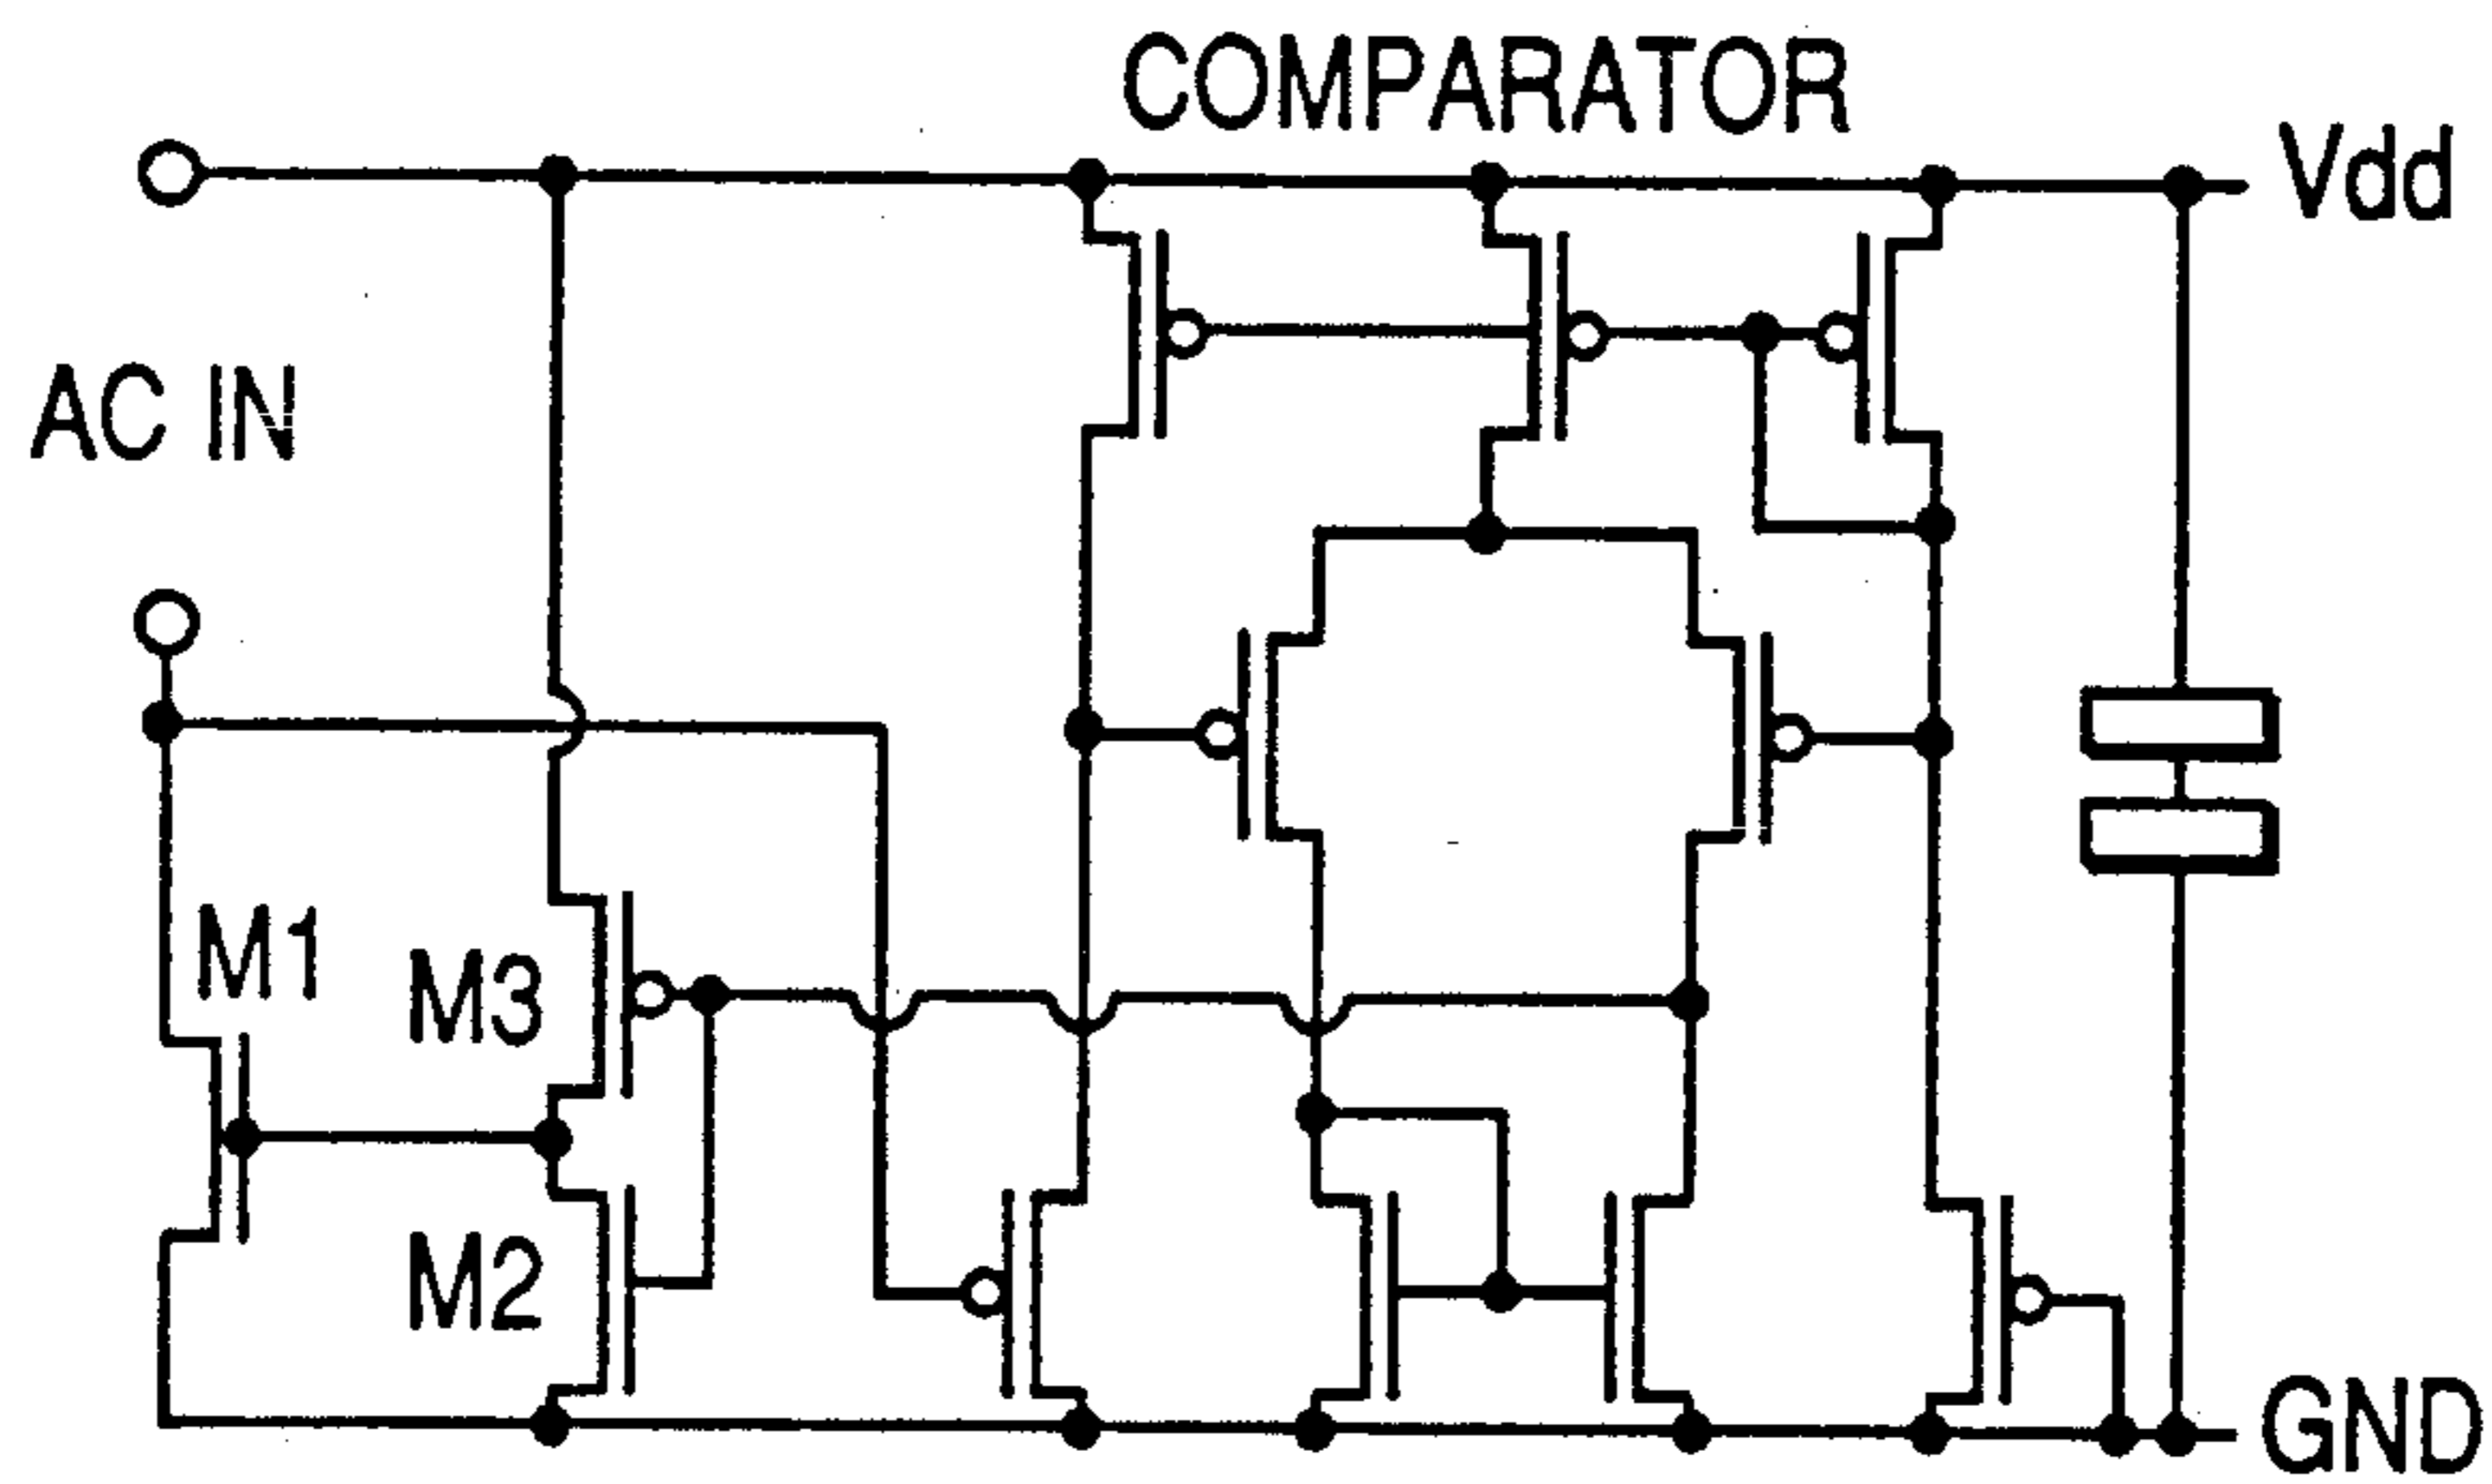 COMPARATOR
Vdd
AC IN
M1
M3
M2
GND